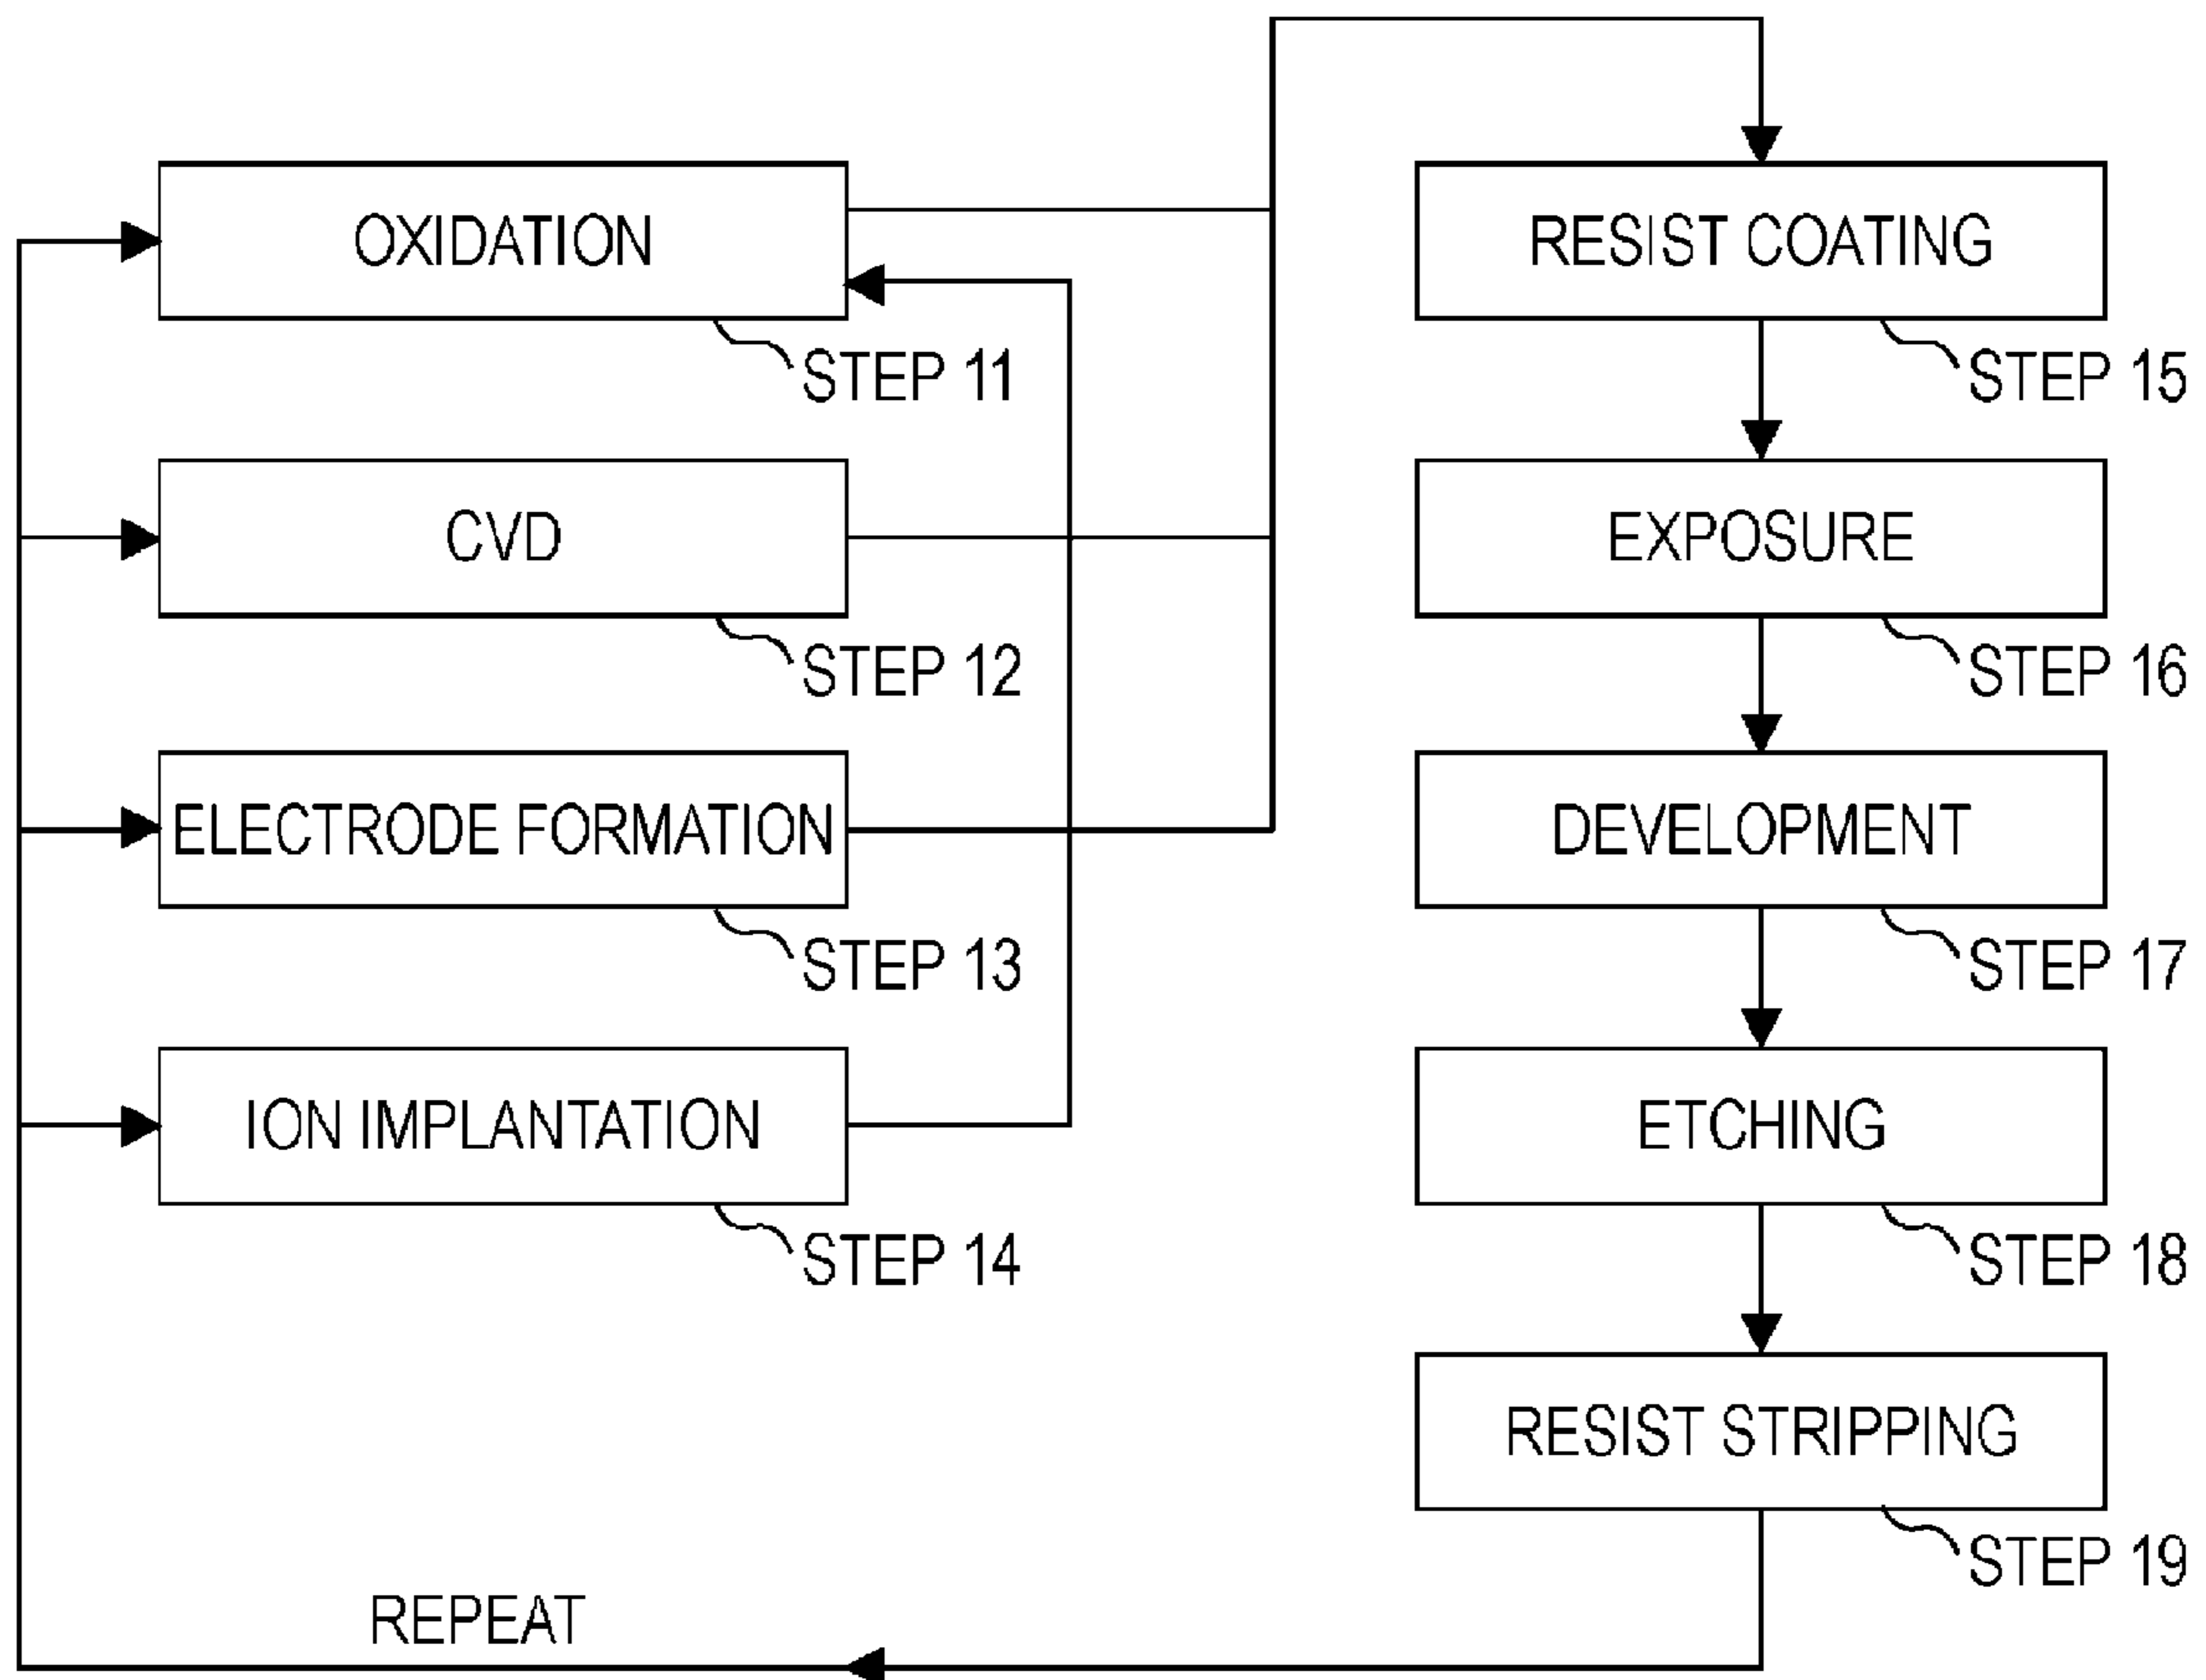 OXIDATION
STEP 11
CVD
STEP 12
ELECTRODE FORMATION
STEP 13
ION IMPLANTATION
STEP 14
RESIST COATING
STEP 15
EXPOSURE
STEP 16
DEVELOPMENT
STEP 17
ETCHING
STEP 18
RESIST STRIPPING
STEP 19
REPEAT